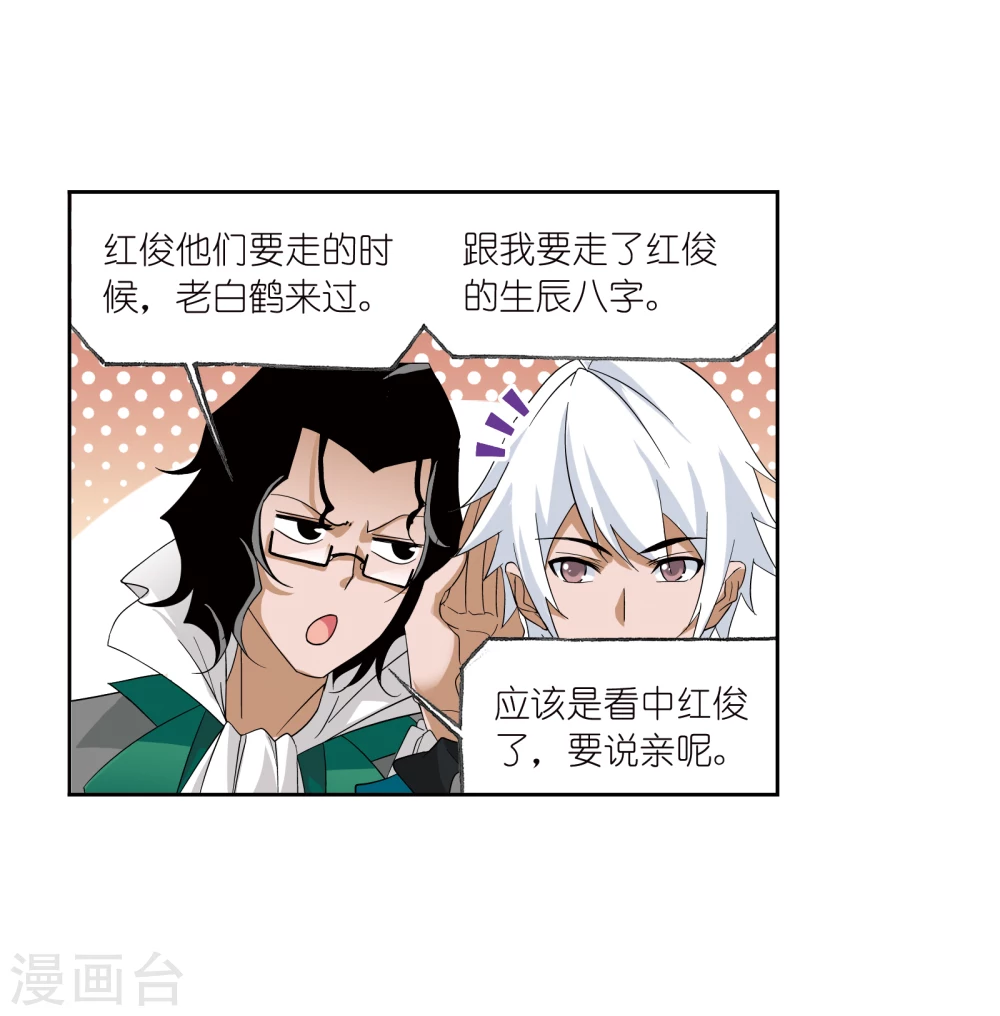 红俊他们要走的时
候，老白鹤来过。
跟我要走了红俊
的生辰八字。
应该是看中红俊
了，要说亲呢。
漫画台